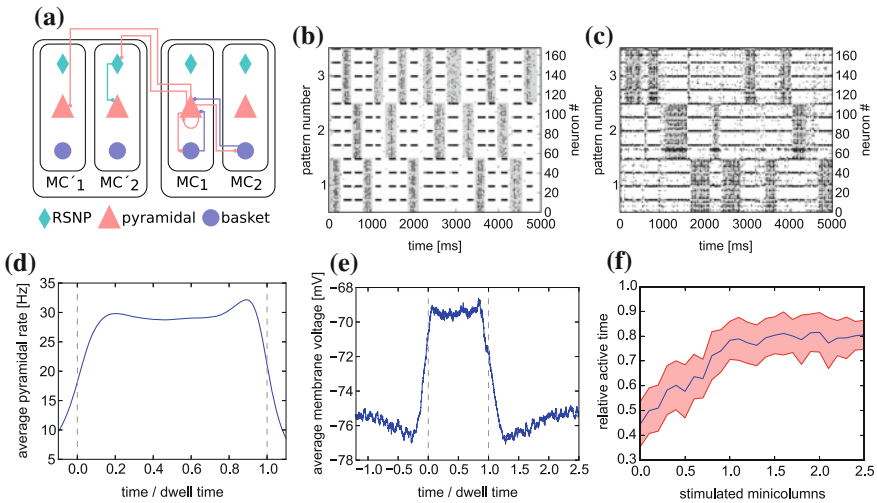 (a)
MC´1 MC´2 MC1 MC2
RSNP pyramidal basket
(b)
pattern number
3
2
1
160
140
120
100
80
60
40
20
0
neuron #
0 1000 2000 3000 4000 5000
time [ms]
(c)
pattern number
3
2
1
160
140
120
100
80
60
40
20
0
neuron #
0 1000 2000 3000 4000 5000
time [ms]
(d)
average pyramidal rate [Hz]
35
30
25
20
15
10
5
0.0 0.2 0.4 0.6 0.8 1.0
time / dwell time
(e)
average membrane voltage [mV]
−68
−70
−72
−74
−76
−78
−1.0 −0.5 0.0 0.5 1.0 1.5 2.0 2.5
time / dwell time
(f)
relative active time
1.0
0.9
0.8
0.7
0.6
0.5
0.4
0.3
0.0 0.5 1.0 1.5 2.0 2.5
stimulated minicolumns